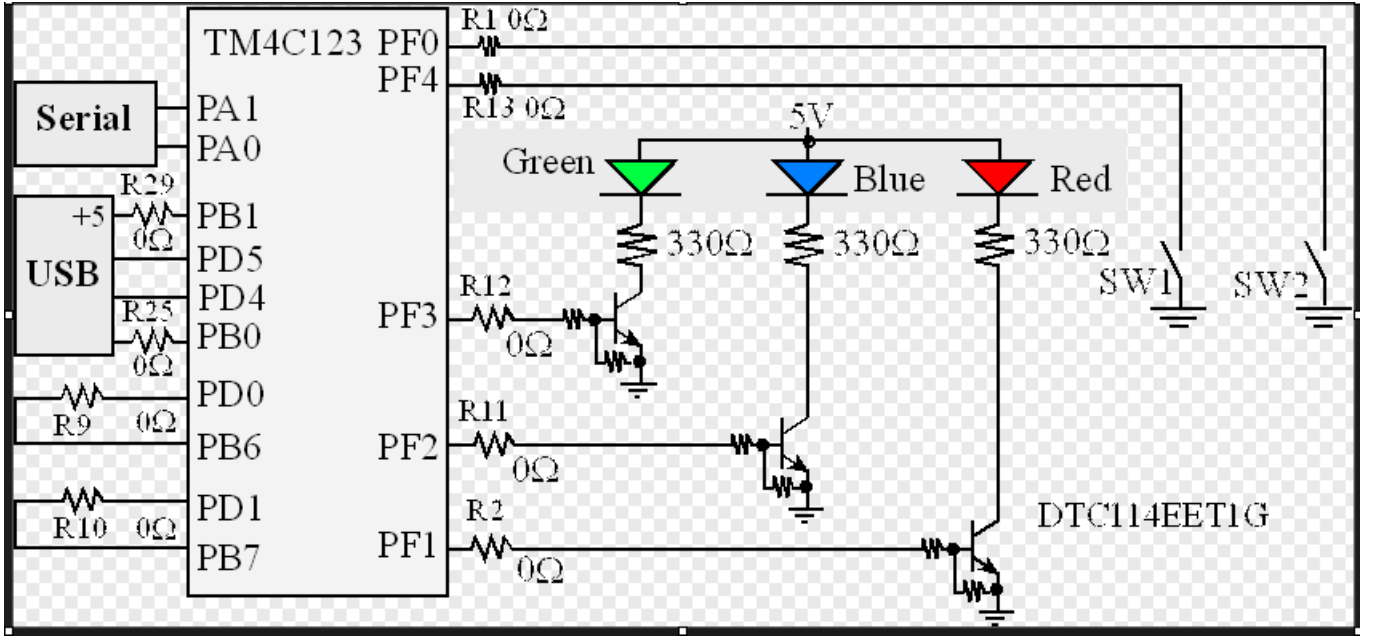 R1 0Ω
TM4C123 PF0
PF4
R13 0Ω
Serial
PA1
PA0
5V
Green
Blue
Red
R29
+5
0Ω
PB1
USB
PD5
PD4
R25
0Ω
PB0
330Ω
330Ω
330Ω
SW1
SW2
R12
PF3
0Ω
PD0
R9
0Ω
PB6
R11
PF2
0Ω
PD1
R10
0Ω
PB7
R2
PF1
0Ω
DTC114EET1G